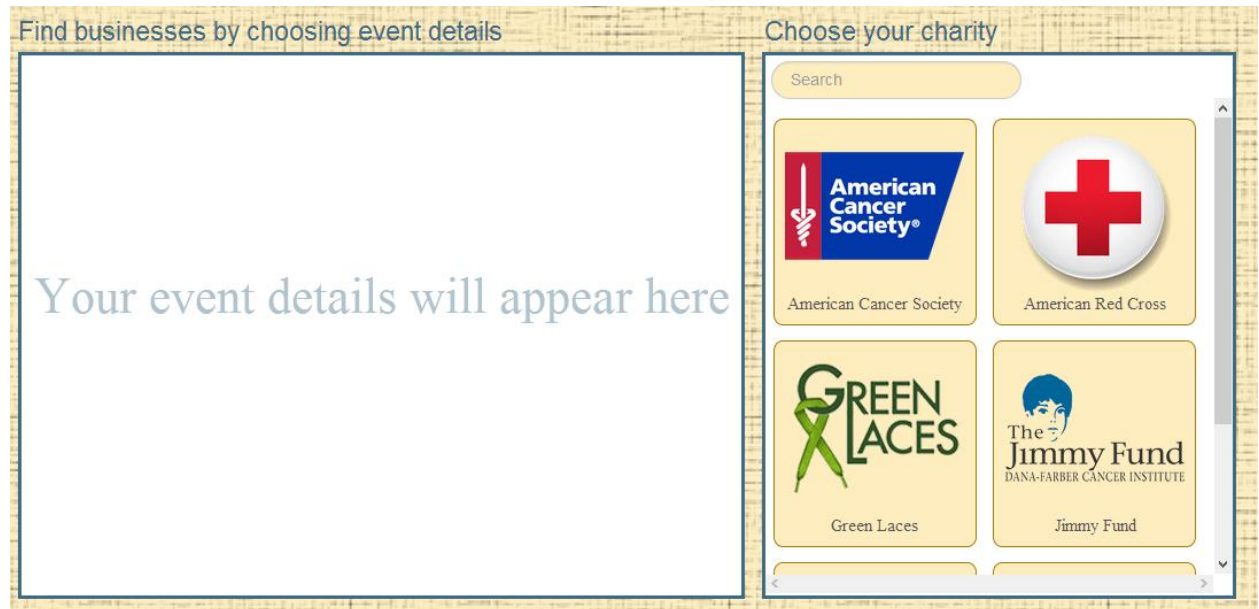 Find businesses by choosing event details
Your event details will appear here
Choose your charity
Search
American
Cancer
Society®
American Cancer Society
American Red Cross
GREEN
LACES
Green Laces
The
Jimmy Fund
DANA-FARBER CANCER INSTITUTE
Jimmy Fund